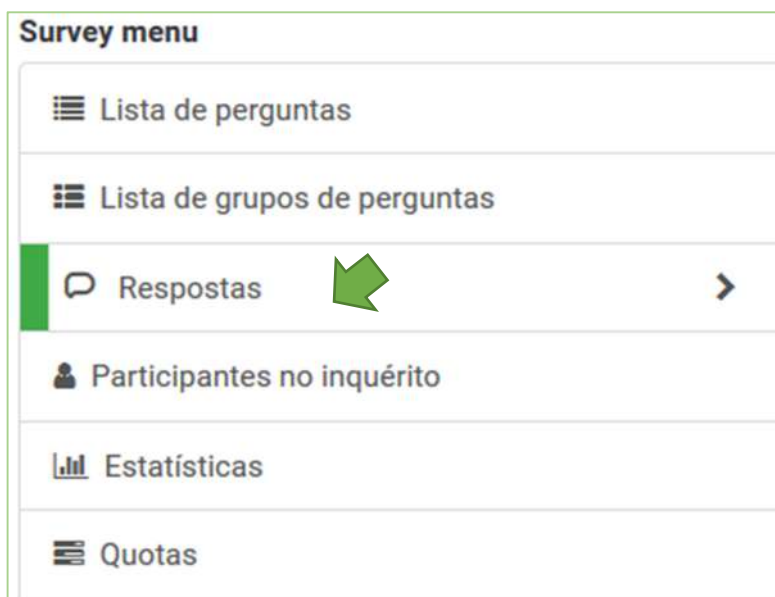 Survey menu
Lista de perguntas
Lista de grupos de perguntas
Respostas
Participantes no inquérito
Estatísticas
Quotas